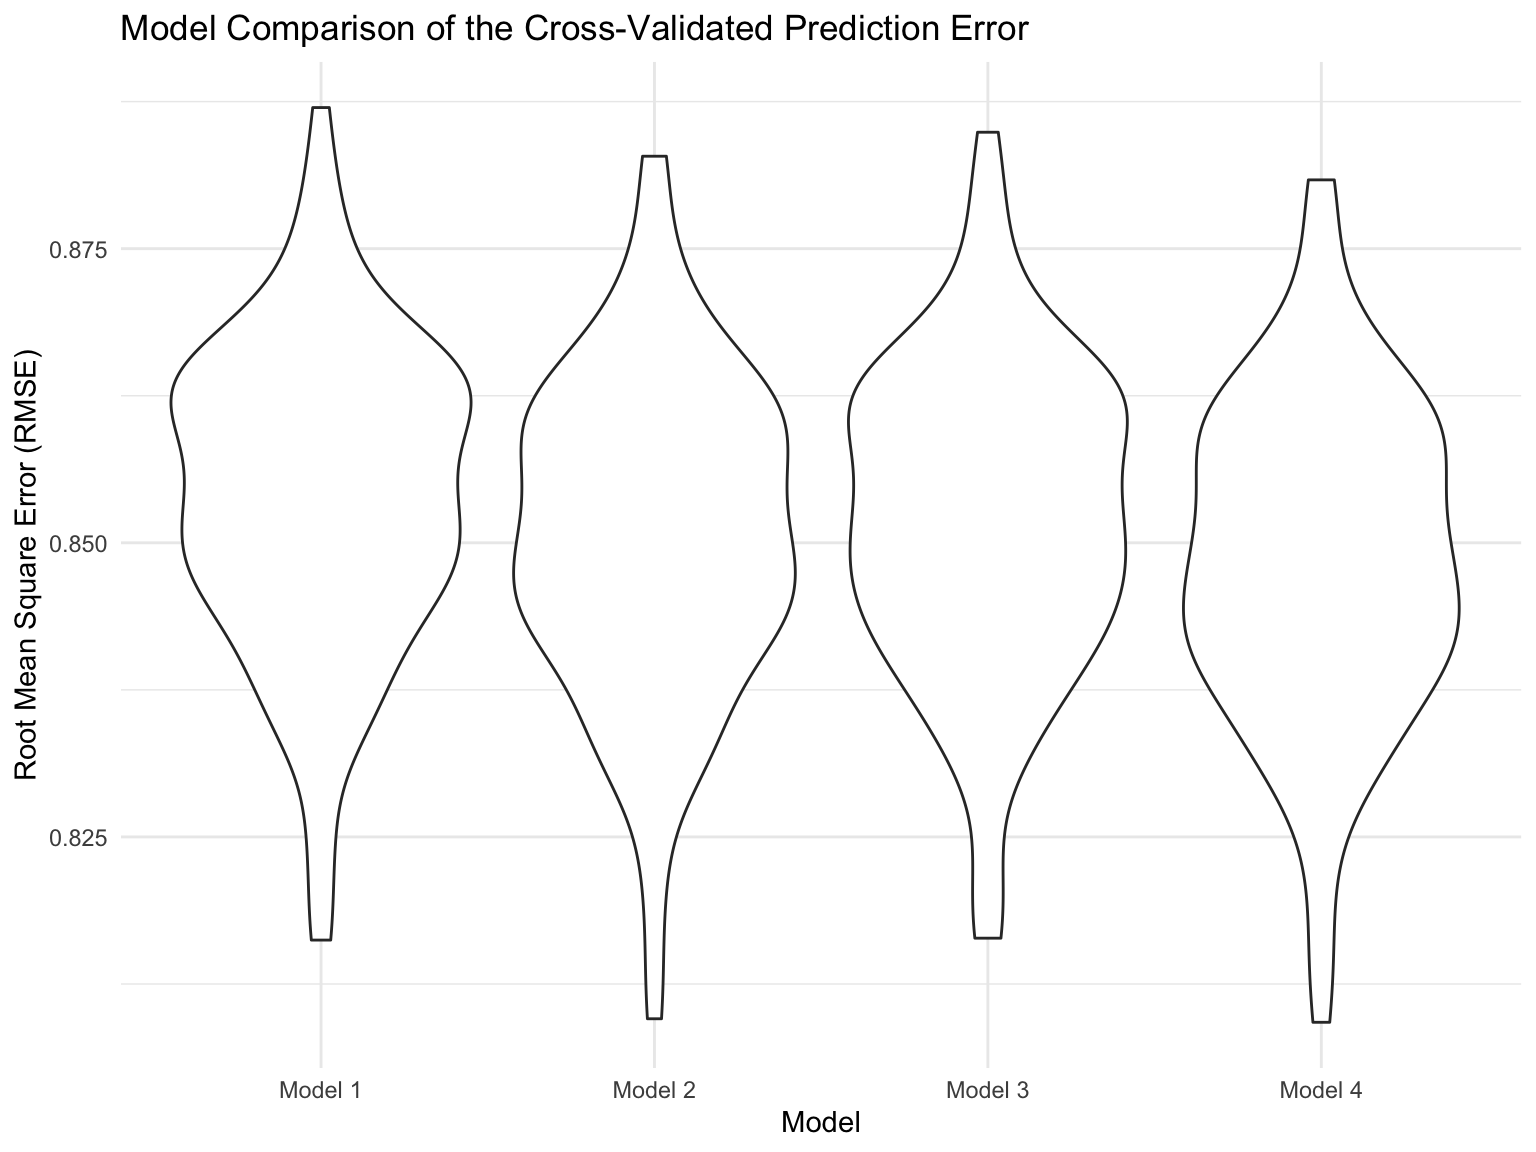 Model Comparison of the Cross-Validated Prediction Error
Root Mean Square Error (RMSE)
0.875
0.850
0.825
Model 1 Model 2 Model 3 Model 4
Model